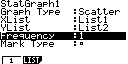 StatGraph1
Graph Type :Scatter
XList :List1
YList :List2
Frequency :1
Mark Type :▫
1 LIST